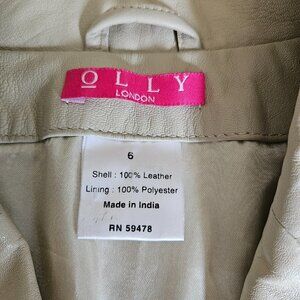 OLLY
LONDON
6
Shell : 100% Leather
Lining : 100% Polyester
Made in India
RN 59478